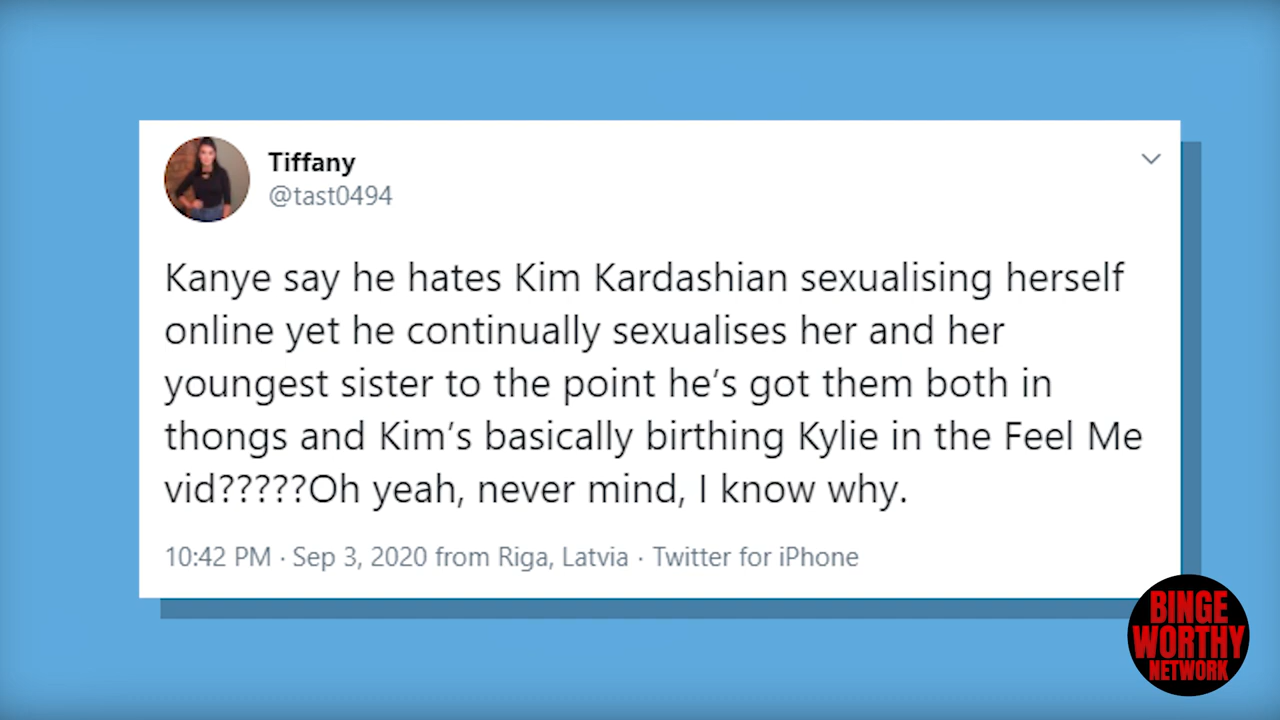 Tiffany
@tast0494
Kanye say he hates Kim Kardashian sexualising herself
online yet he continually sexualises her and her
youngest sister to the point he’s got them both in
thongs and Kim’s basically birthing Kylie in the Feel Me
vid?????Oh yeah, never mind, I know why.
10:42 PM · Sep 3, 2020 from Riga, Latvia · Twitter for iPhone
BINGE
WORTHY
NETWORK